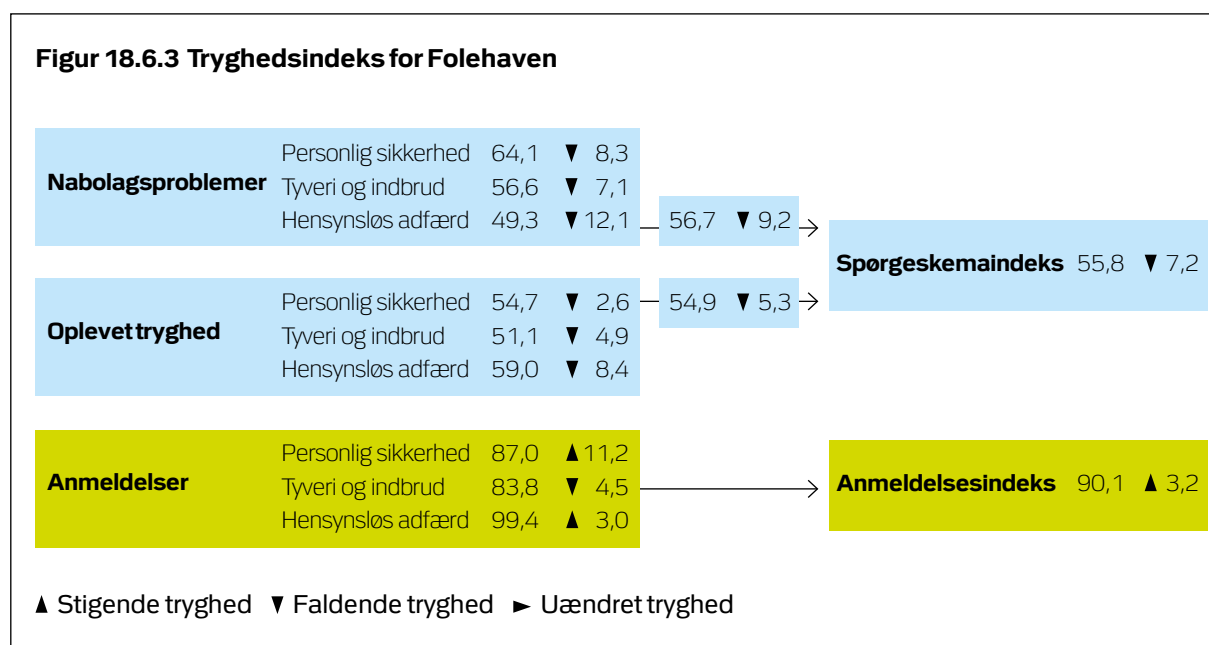 Figur 18.6.3 Tryghedsindeks for Folehaven
Nabolagsproblemer
Personlig sikkerhed 64,1 ▼ 8,3
Tyveri og indbrud 56,6 ▼ 7,1
Hensynsløs adfærd 49,3 ▼ 12,1
56,7 ▼ 9,2
Oplevet tryghed
Personlig sikkerhed 54,7 ▼ 2,6
Tyveri og indbrud 51,1 ▼ 4,9
Hensynsløs adfærd 59,0 ▼ 8,4
54,9 ▼ 5,3
Spørgeskemaindeks 55,8 ▼ 7,2
Anmeldelser
Personlig sikkerhed 87,0 ▲ 11,2
Tyveri og indbrud 83,8 ▼ 4,5
Hensynsløs adfærd 99,4 ▲ 3,0
Anmeldelsesindeks 90,1 ▲ 3,2
▲ Stigende tryghed ▼ Faldende tryghed ► Uændret tryghed